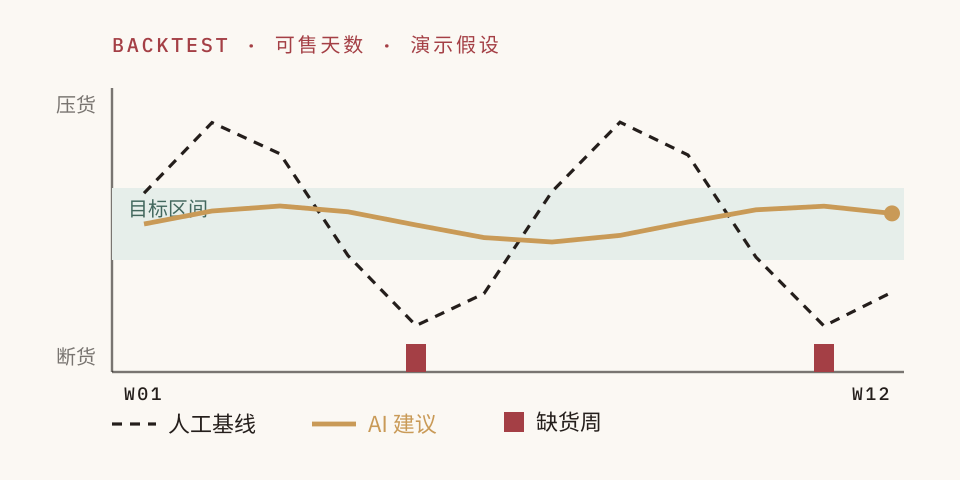 BACKTEST · 可售天数 · 演示假设
压货
目标区间
断货
W01 W12
人工基线 AI 建议 缺货周